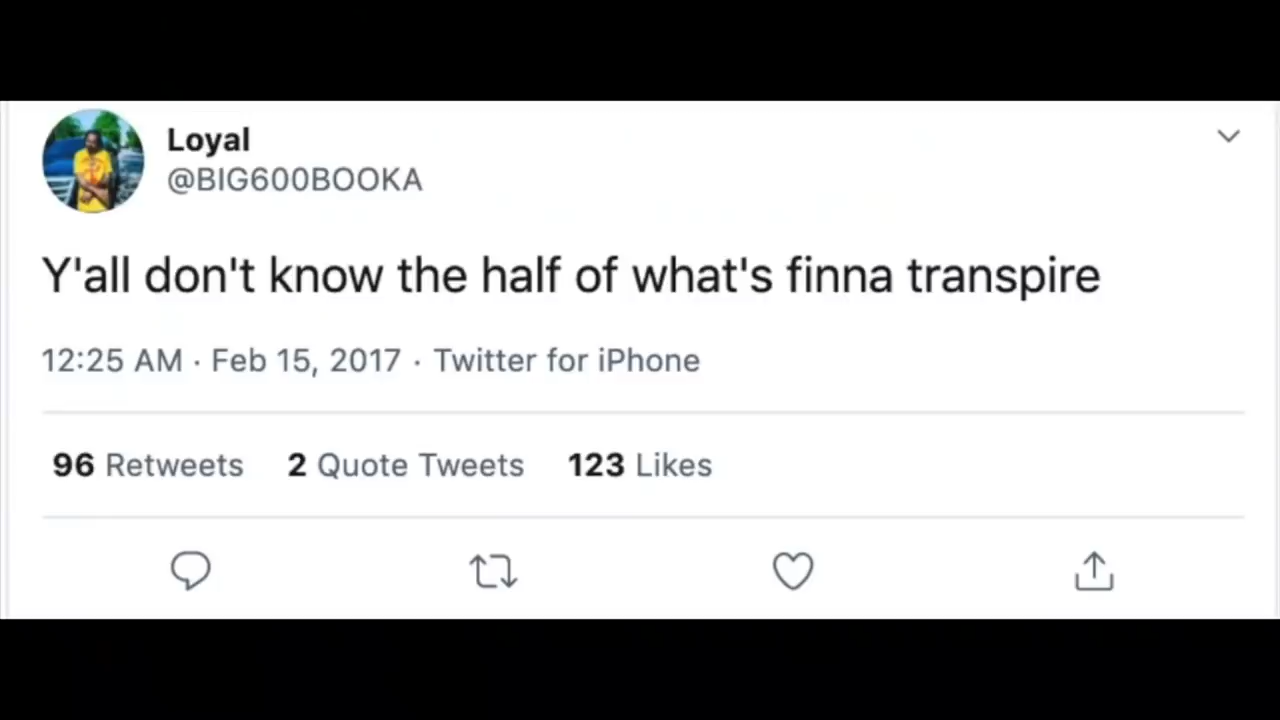 Loyal
@BIG600BOOKA
Y'all don't know the half of what's finna transpire
12:25 AM · Feb 15, 2017 · Twitter for iPhone
96 Retweets 2 Quote Tweets 123 Likes